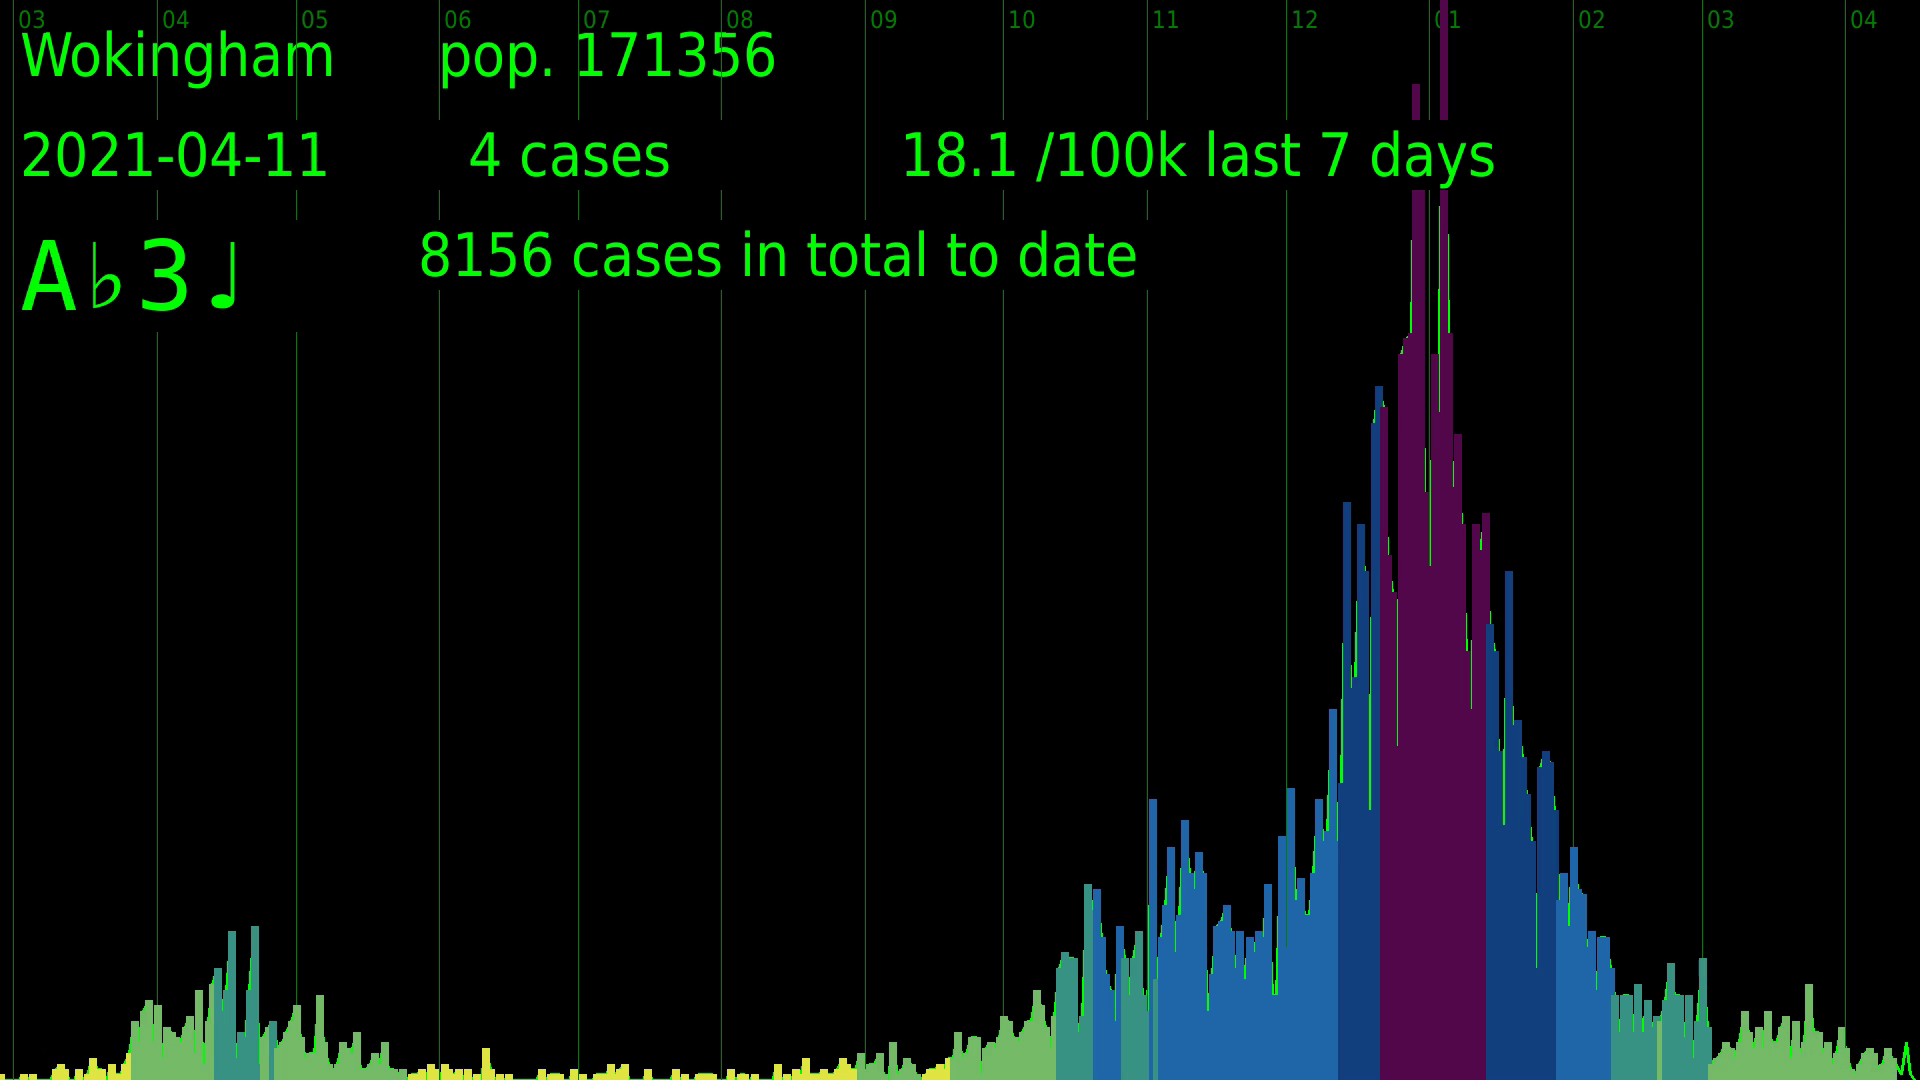 03 04 05 06 07 08 09 10 11 12 01 02 03 04
Wokingham pop. 171356
2021-04-11 4 cases 18.1 /100k last 7 days
A♭3♩ 8156 cases in total to date